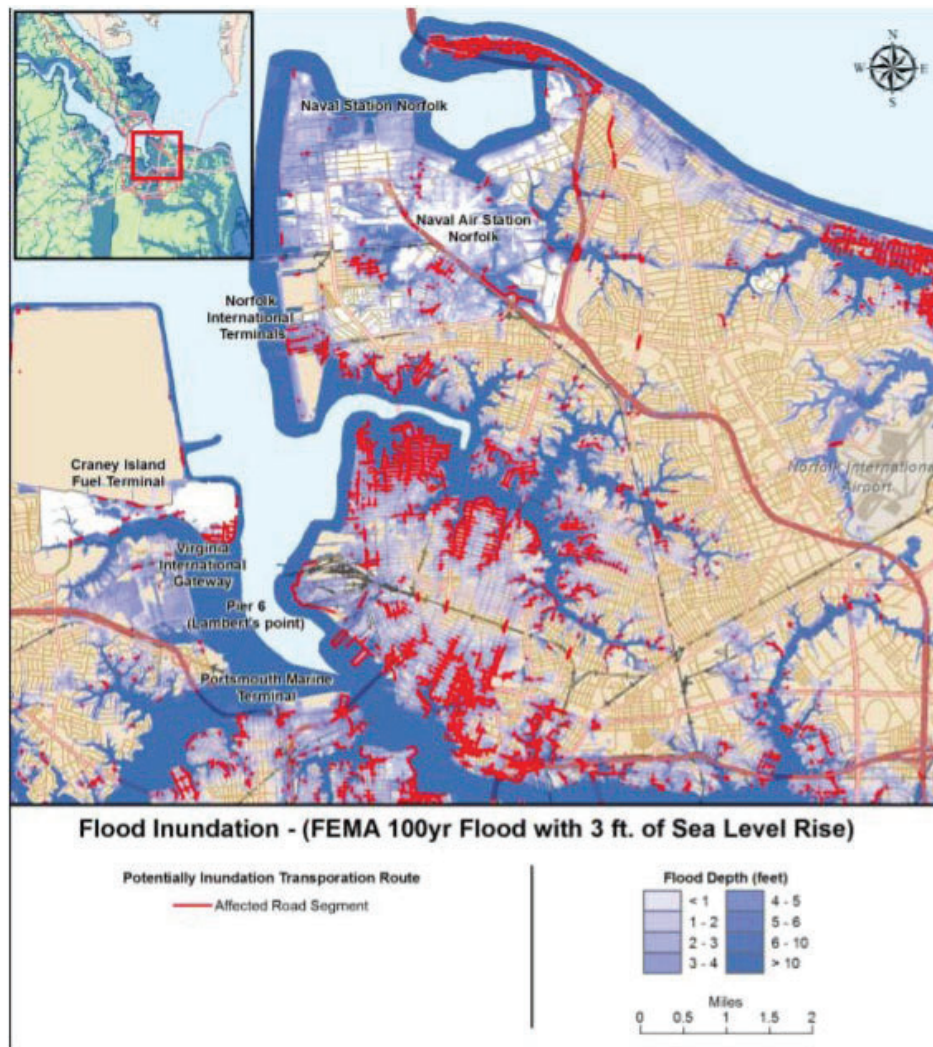 N
W
E
S
Naval Station Norfolk
Naval Air Station
Norfolk
Norfolk
International
Terminals
Craney Island
Fuel Terminal
Norfolk International
Airport
Virginia
International
Gateway
Pier 6
(Lambert's point)
Portsmouth Marine
Terminal
Flood Inundation - (FEMA 100yr Flood with 3 ft. of Sea Level Rise)
Potentially Inundation Transporation Route
Affected Road Segment
Flood Depth (feet)
< 1
1 - 2
2 - 3
3 - 4
4 - 5
5 - 6
6 - 10
> 10
Miles
0 0.5 1 1.5 2